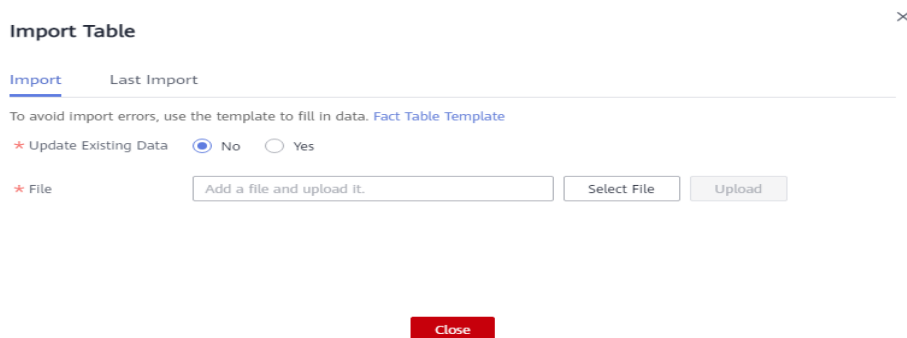 Import Table
Import Last Import
To avoid import errors, use the template to fill in data. Fact Table Template
* Update Existing Data No Yes
* File Add a file and upload it. Select File Upload
Close